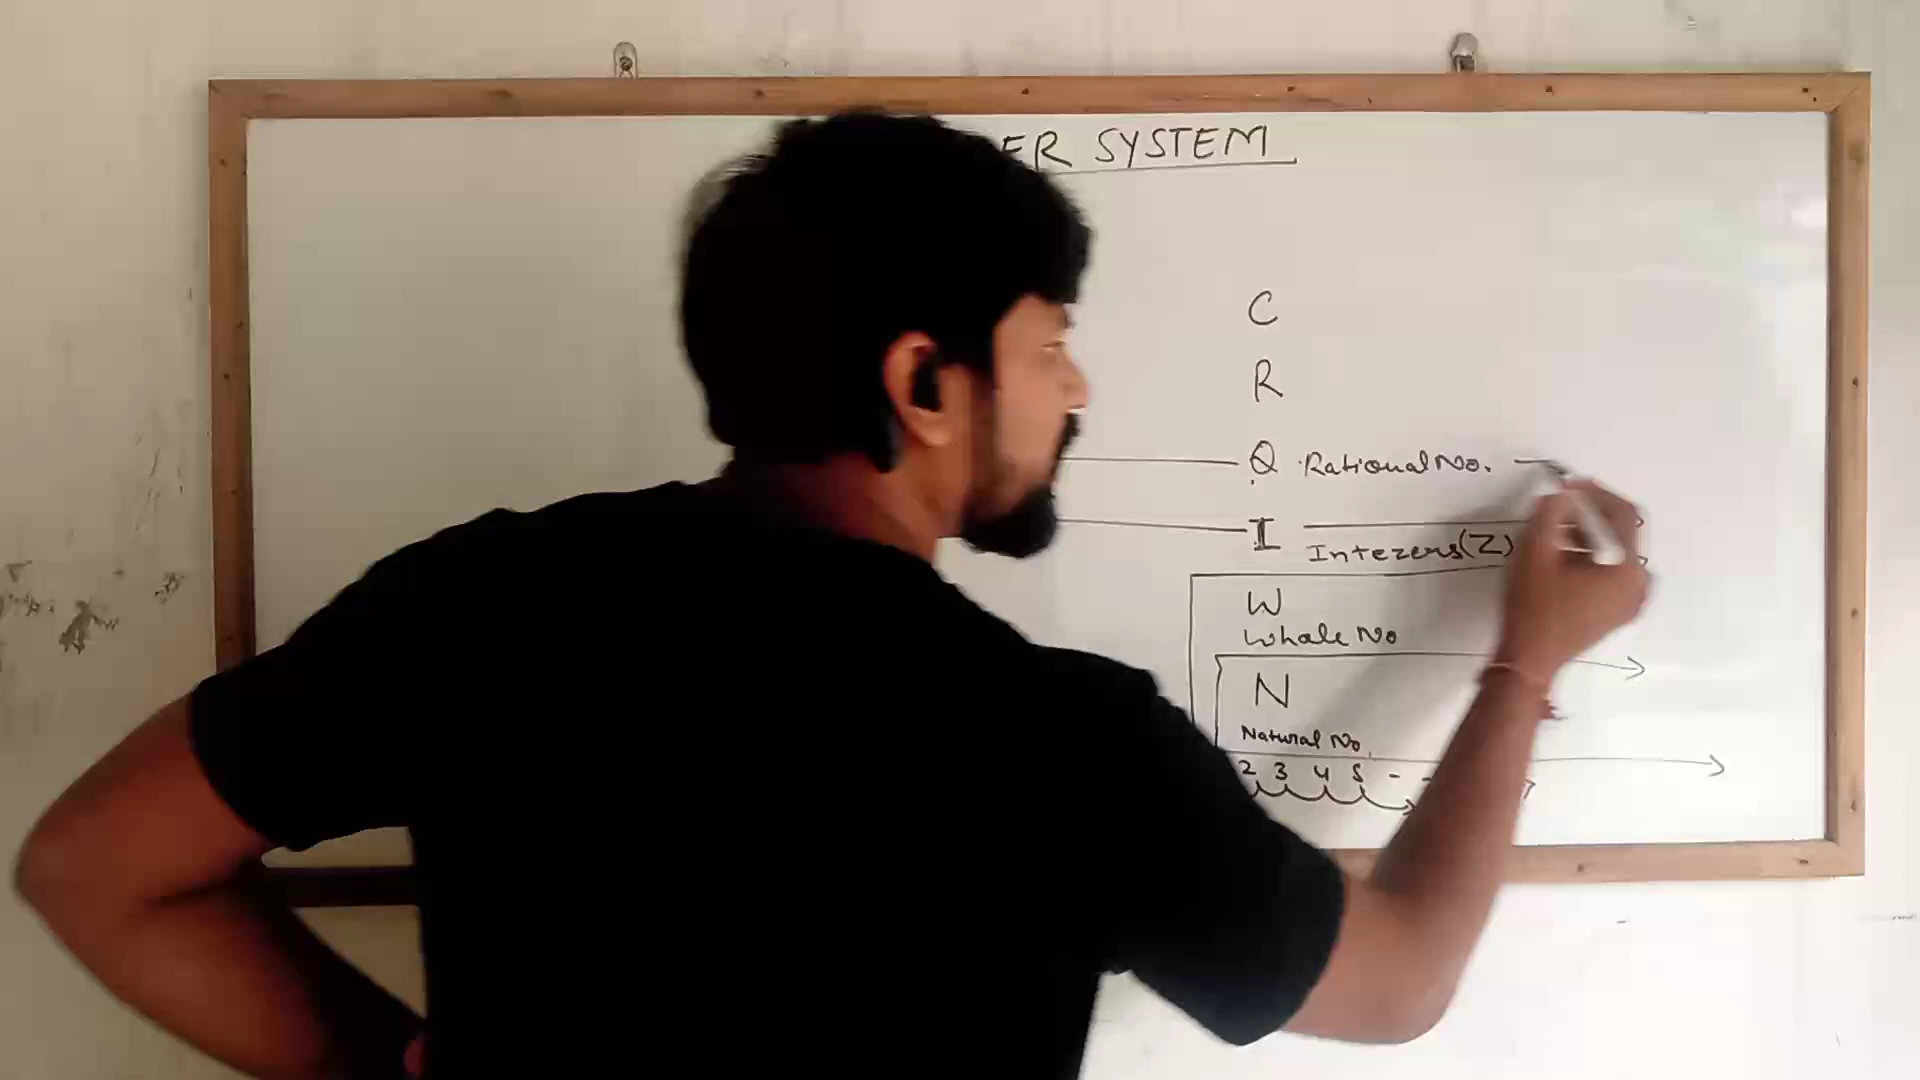 ER SYSTEM
C
R
Q Rational No.
I
Intezers (Z)
W
Whole No
N
Natural No
2 3 4 5 - -